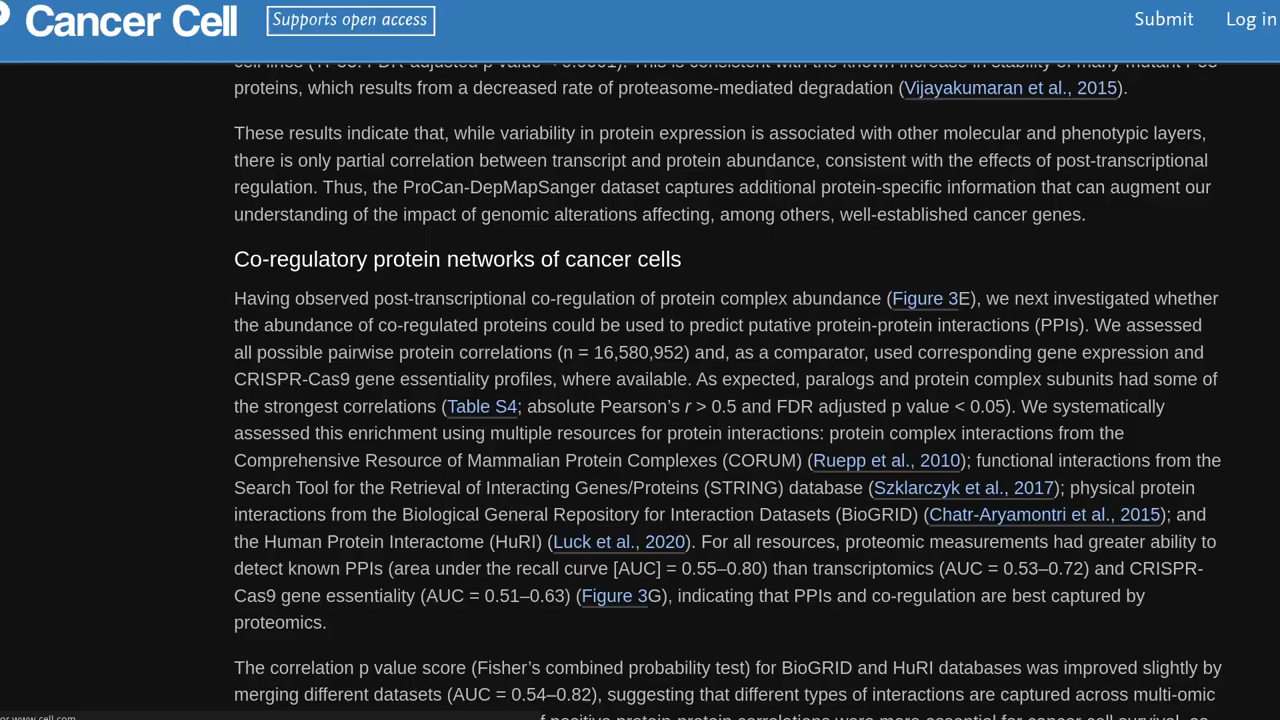 Cancer Cell
Supports open access
Submit
Log in
proteins, which results from a decreased rate of proteasome-mediated degradation (Vijayakumaran et al., 2015).
These results indicate that, while variability in protein expression is associated with other molecular and phenotypic layers,
there is only partial correlation between transcript and protein abundance, consistent with the effects of post-transcriptional
regulation. Thus, the ProCan-DepMapSanger dataset captures additional protein-specific information that can augment our
understanding of the impact of genomic alterations affecting, among others, well-established cancer genes.
Co-regulatory protein networks of cancer cells
Having observed post-transcriptional co-regulation of protein complex abundance (Figure 3E), we next investigated whether
the abundance of co-regulated proteins could be used to predict putative protein-protein interactions (PPIs). We assessed
all possible pairwise protein correlations (n = 16,580,952) and, as a comparator, used corresponding gene expression and
CRISPR-Cas9 gene essentiality profiles, where available. As expected, paralogs and protein complex subunits had some of
the strongest correlations (Table S4; absolute Pearson’s r > 0.5 and FDR adjusted p value < 0.05). We systematically
assessed this enrichment using multiple resources for protein interactions: protein complex interactions from the
Comprehensive Resource of Mammalian Protein Complexes (CORUM) (Ruepp et al., 2010); functional interactions from the
Search Tool for the Retrieval of Interacting Genes/Proteins (STRING) database (Szklarczyk et al., 2017); physical protein
interactions from the Biological General Repository for Interaction Datasets (BioGRID) (Chatr-Aryamontri et al., 2015); and
the Human Protein Interactome (HuRI) (Luck et al., 2020). For all resources, proteomic measurements had greater ability to
detect known PPIs (area under the recall curve [AUC] = 0.55–0.80) than transcriptomics (AUC = 0.53–0.72) and CRISPR-
Cas9 gene essentiality (AUC = 0.51–0.63) (Figure 3G), indicating that PPIs and co-regulation are best captured by
proteomics.
The correlation p value score (Fisher’s combined probability test) for BioGRID and HuRI databases was improved slightly by
merging different datasets (AUC = 0.54–0.82), suggesting that different types of interactions are captured across multi-omic